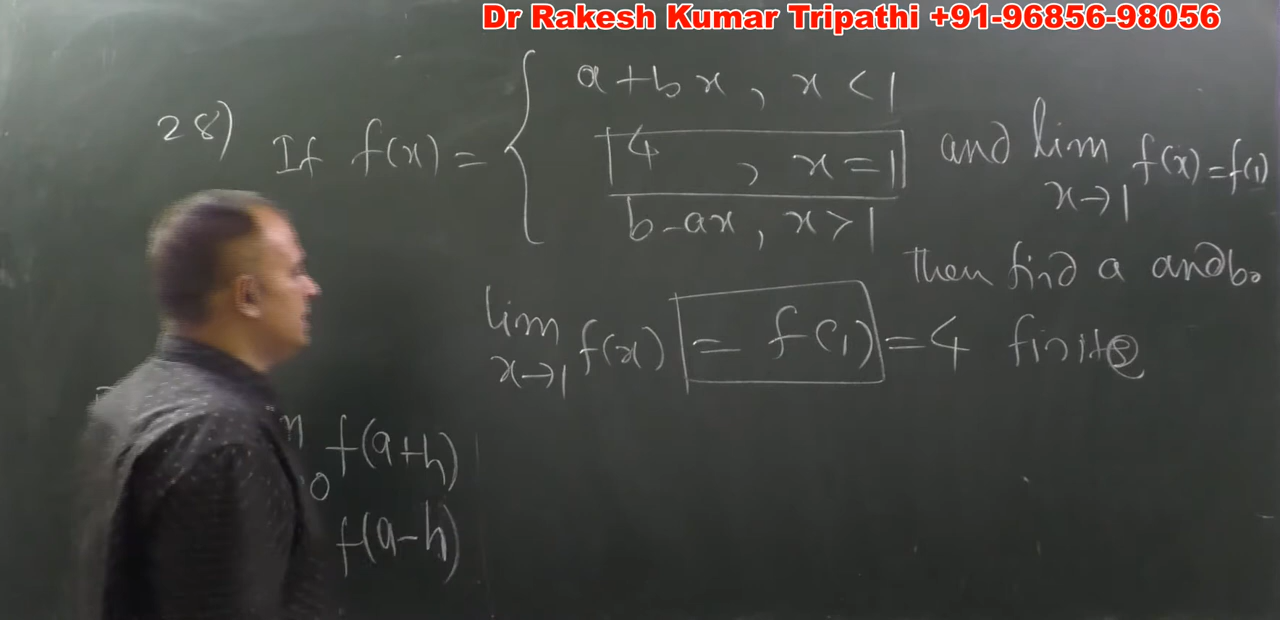 Dr Rakesh Kumar Tripathi +91-96856-98056
28) If f(x) = { a+bx, x<1
4, x=1
b-ax, x>1
and lim x→1 f(x)=f(1)
then find a and b.
lim x→1 f(x) = f(1) = 4 finite
f(a+h)
0
f(a-h)